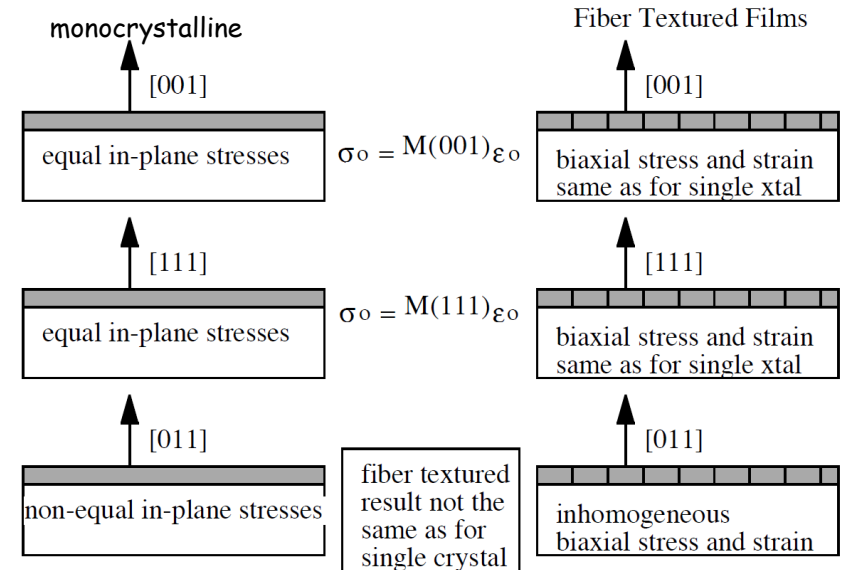 monocrystalline
Fiber Textured Films
[001]
[001]
equal in-plane stresses
σo = M(001)εo
biaxial stress and strain
same as for single xtal
[111]
[111]
equal in-plane stresses
σo = M(111)εo
biaxial stress and strain
same as for single xtal
[011]
[011]
non-equal in-plane stresses
fiber textured
result not the
same as for
single crystal
inhomogeneous
biaxial stress and strain